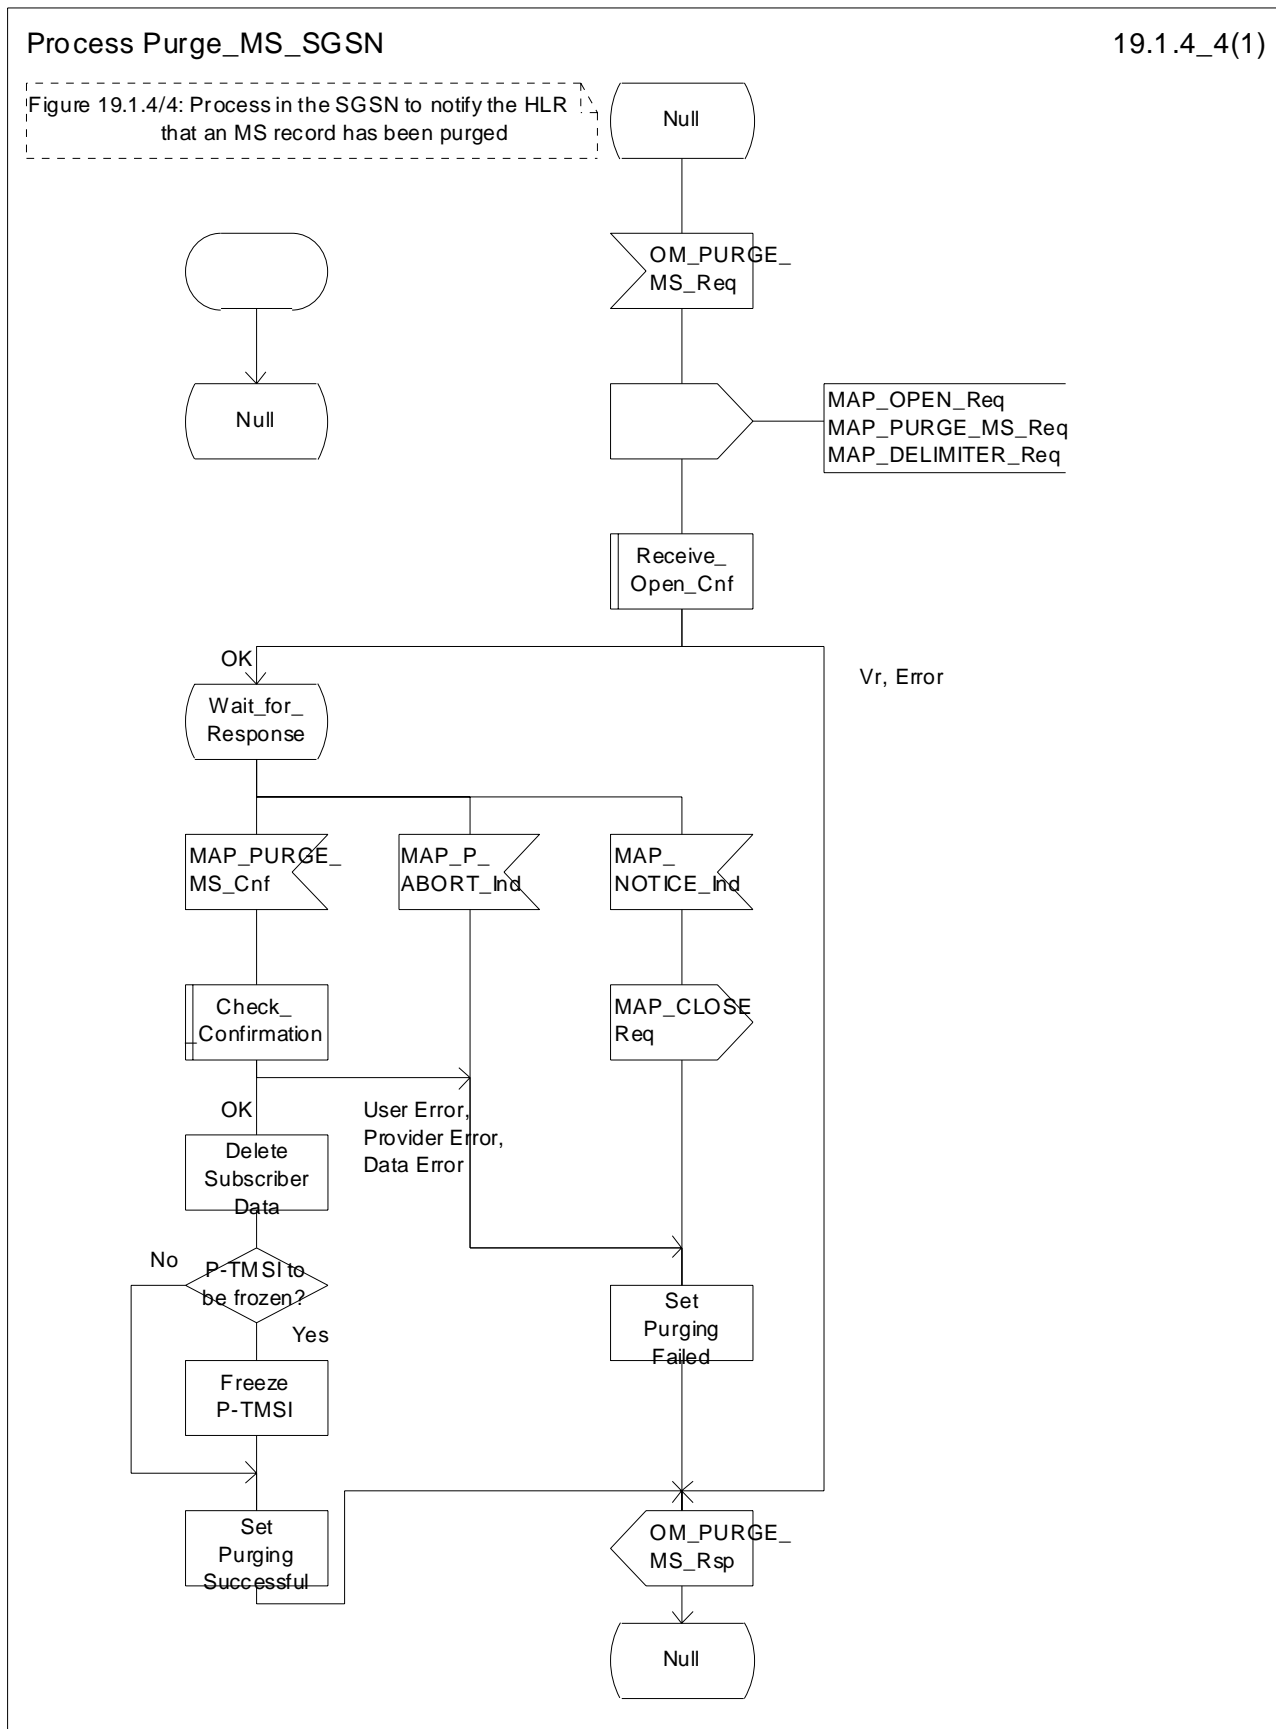 Process Purge_MS_SGSN
19.1.4_4(1)
Figure 19.1.4/4: Process in the SGSN to notify the HLR
that an MS record has been purged
Null
OM_PURGE_
MS_Req
Null
MAP_OPEN_Req
MAP_PURGE_MS_Req
MAP_DELIMITER_Req
Receive_
Open_Cnf
OK
Vr, Error
Wait_for_
Response
MAP_PURGE_
MS_Cnf
MAP_P_
ABORT_Ind
MAP_
NOTICE_Ind
Check_
_Confirmation
MAP_CLOSE
Req
OK
User Error,
Provider Error,
Data Error
Delete
Subscriber
Data
No
P-TMSI to
be frozen?
Yes
Set
Purging
Failed
Freeze
P-TMSI
Set
Purging
Successful
OM_PURGE_
MS_Rsp
Null